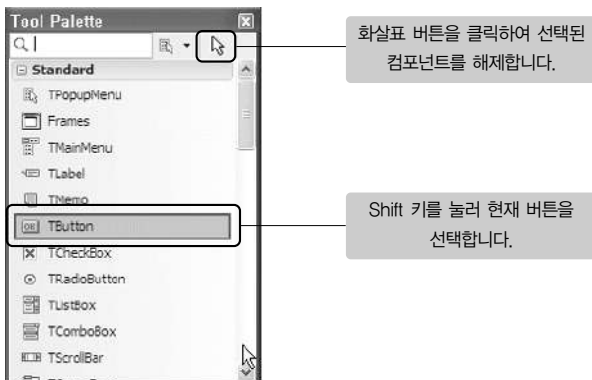 Tool Palette
Standard
TPopupMenu
Frames
TMainMenu
TLabel
TMemo
OK TButton
TCheckBox
TRadioButton
TListBox
TComboBox
TScrollBar
화살표 버튼을 클릭하여 선택된
컴포넌트를 해제합니다.
Shift 키를 눌러 현재 버튼을
선택합니다.